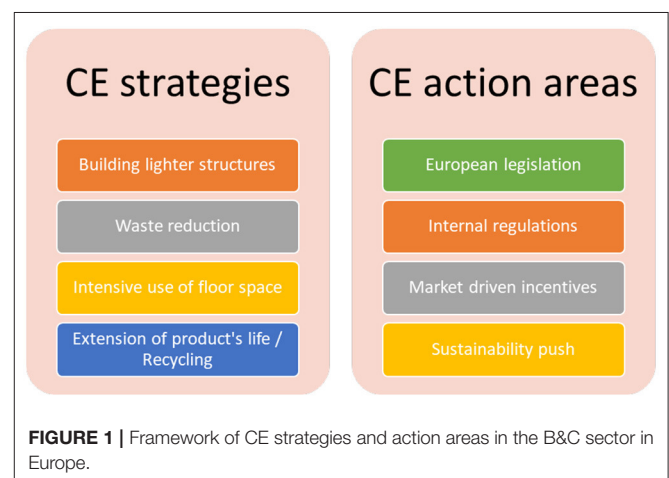 CE strategies
Building lighter structures
Waste reduction
Intensive use of floor space
Extension of product's life /
Recycling
CE action areas
European legislation
Internal regulations
Market driven incentives
Sustainability push
FIGURE 1 | Framework of CE strategies and action areas in the B&C sector in
Europe.